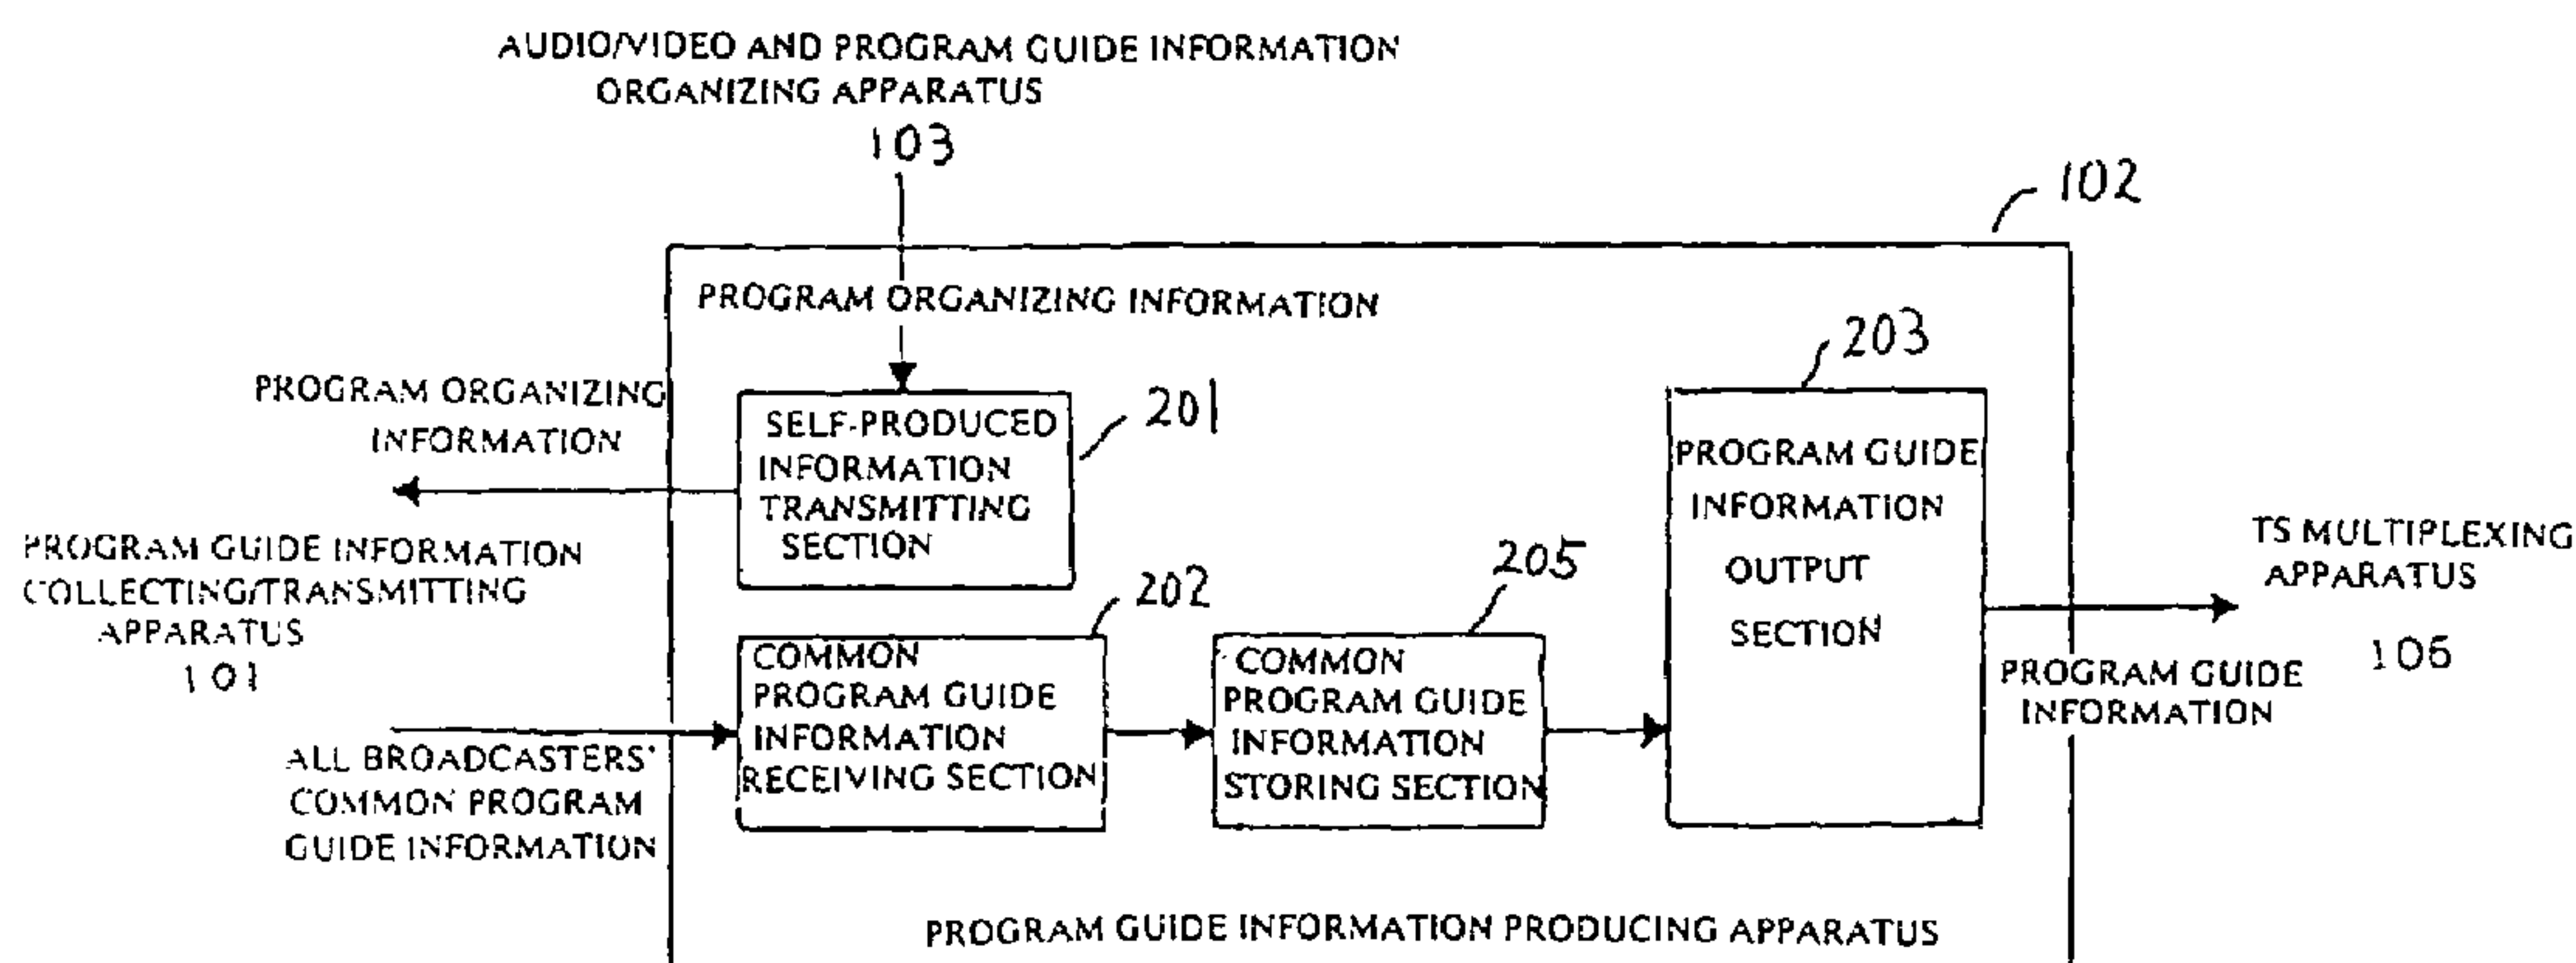 AUDIO/VIDEO AND PROGRAM GUIDE INFORMATION
ORGANIZING APPARATUS
103
102
PROGRAM ORGANIZING INFORMATION
203
PROGRAM ORGANIZING
INFORMATION
201
SELF-PRODUCED
INFORMATION
TRANSMITTING
SECTION
PROGRAM GUIDE
INFORMATION
OUTPUT
SECTION
PROGRAM GUIDE INFORMATION
COLLECTING/TRANSMITTING
APPARATUS
101
202
205
TS MULTIPLEXING
APPARATUS
106
COMMON
PROGRAM GUIDE
INFORMATION
RECEIVING SECTION
COMMON
PROGRAM GUIDE
INFORMATION
STORING SECTION
PROGRAM GUIDE
INFORMATION
ALL BROADCASTERS'
COMMON PROGRAM
GUIDE INFORMATION
PROGRAM GUIDE INFORMATION PRODUCING APPARATUS